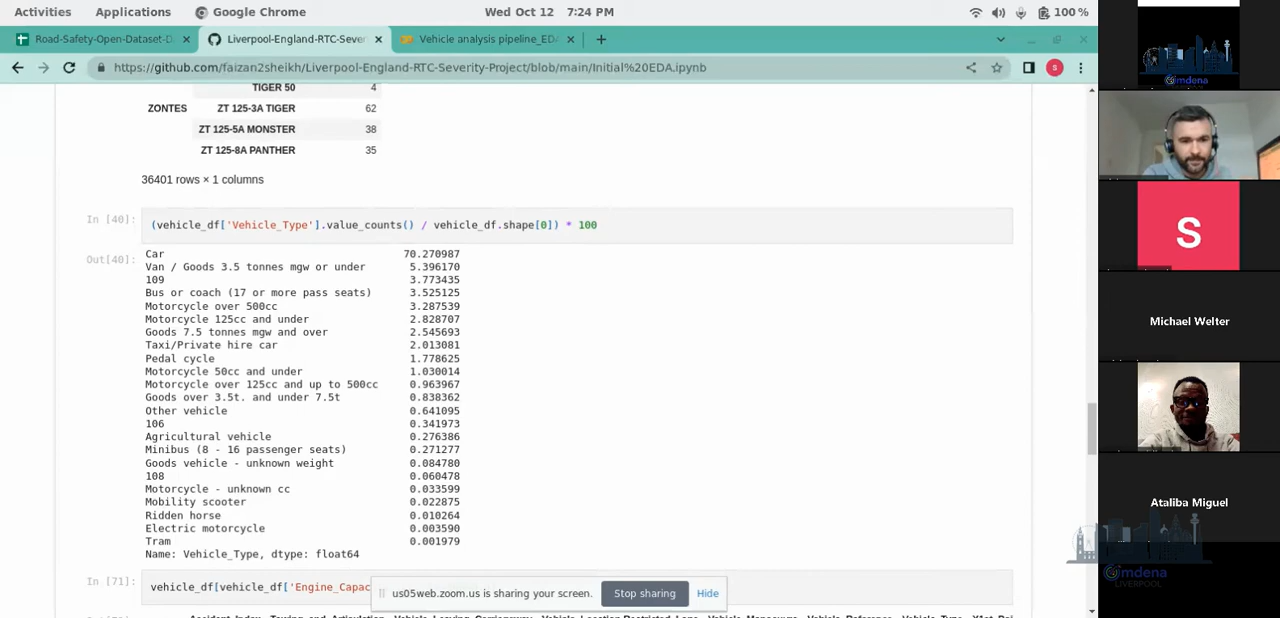 Activities Applications Google Chrome Wed Oct 12 7:24 PM 100 %
Road-Safety-Open-Dataset-D Liverpool-England-RTC-Seve Vehicle analysis pipeline_ED
https://github.com/faizan2sheikh/Liverpool-England-RTC-Severity-Project/blob/main/Initial%20EDA.ipynb S
TIGER 50 4
ZONTES ZT 125-3A TIGER 62
ZT 125-5A MONSTER 38
ZT 125-8A PANTHER 35
36401 rows × 1 columns
In [40]: (vehicle_df['Vehicle_Type'].value_counts() / vehicle_df.shape[0]) * 100
Out[40]:
Car 70.270987
Van / Goods 3.5 tonnes mgw or under 5.396170
109 3.773435
Bus or coach (17 or more pass seats) 3.525125
Motorcycle over 500cc 3.287539
Motorcycle 125cc and under 2.828707
Goods 7.5 tonnes mgw and over 2.545693
Taxi/Private hire car 2.013081
Pedal cycle 1.778625
Motorcycle 50cc and under 1.030014
Motorcycle over 125cc and up to 500cc 0.963967
Goods over 3.5t. and under 7.5t 0.838362
Other vehicle 0.641095
106 0.341973
Agricultural vehicle 0.276386
Minibus (8 - 16 passenger seats) 0.271277
Goods vehicle - unknown weight 0.084780
108 0.060478
Motorcycle - unknown cc 0.033599
Mobility scooter 0.022875
Ridden horse 0.010264
Electric motorcycle 0.003590
Tram 0.001979
Name: Vehicle_Type, dtype: float64
In [71]: vehicle_df[vehicle_df['Engine_Capac
us05web.zoom.us is sharing your screen. Stop sharing Hide
omdena
S
Michael Welter
Ataliba Miguel
omdena
LIVERPOOL